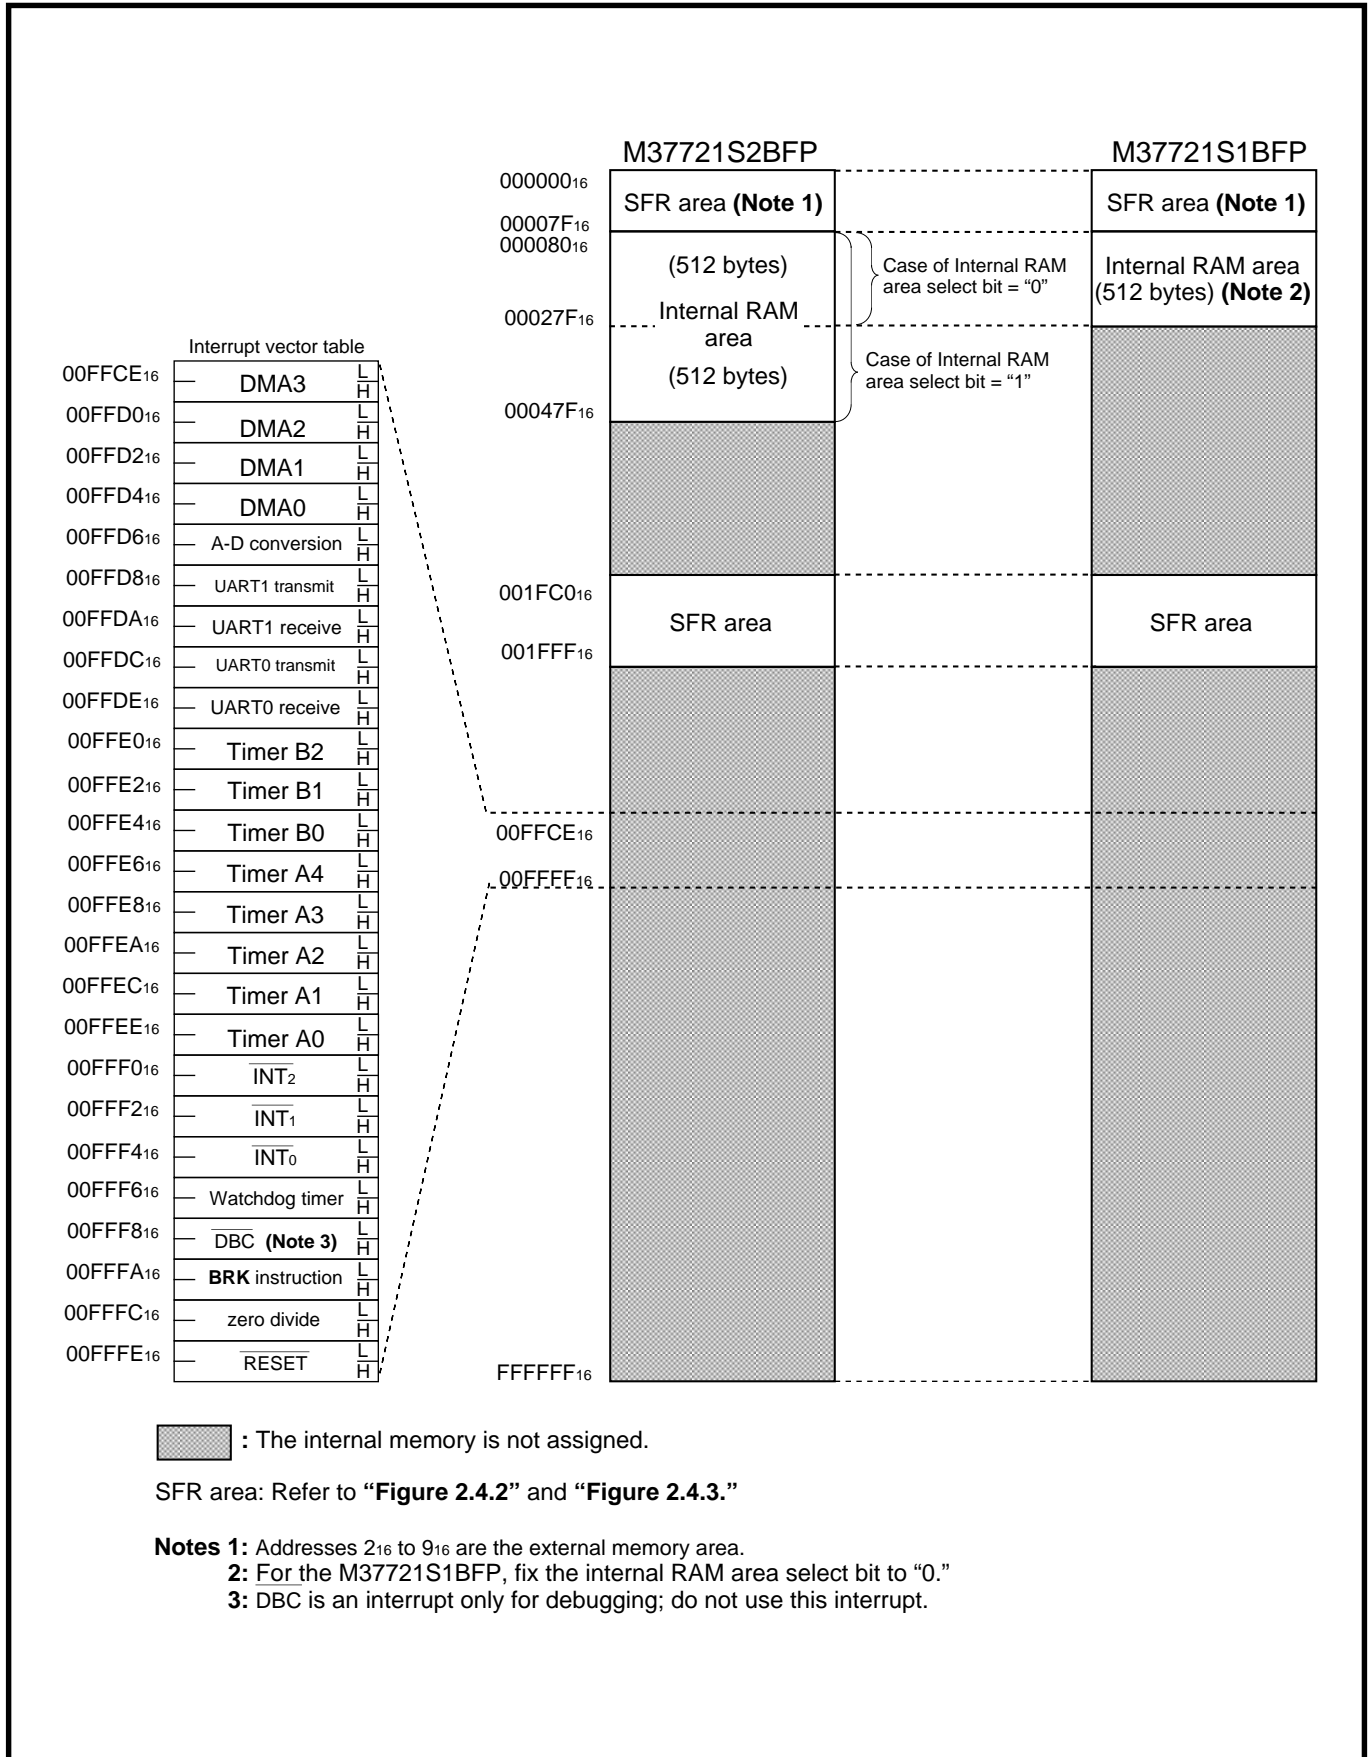 M37721S2BFP
M37721S1BFP
000000₁₆
SFR area (Note 1)
SFR area (Note 1)
00007F₁₆
000080₁₆
(512 bytes)
Internal RAM
area
(512 bytes)
Case of Internal RAM
area select bit = “0”
Internal RAM area
(512 bytes) (Note 2)
00027F₁₆
Case of Internal RAM
area select bit = “1”
00047F₁₆
001FC0₁₆
SFR area
SFR area
001FFF₁₆
00FFCE₁₆
00FFFF₁₆
FFFFFF₁₆
Interrupt vector table
00FFCE₁₆ DMA3 L H
00FFD0₁₆ DMA2 L H
00FFD2₁₆ DMA1 L H
00FFD4₁₆ DMA0 L H
00FFD6₁₆ A-D conversion L H
00FFD8₁₆ UART1 transmit L H
00FFDA₁₆ UART1 receive L H
00FFDC₁₆ UART0 transmit L H
00FFDE₁₆ UART0 receive L H
00FFE0₁₆ Timer B2 L H
00FFE2₁₆ Timer B1 L H
00FFE4₁₆ Timer B0 L H
00FFE6₁₆ Timer A4 L H
00FFE8₁₆ Timer A3 L H
00FFEA₁₆ Timer A2 L H
00FFEC₁₆ Timer A1 L H
00FFEE₁₆ Timer A0 L H
00FFF0₁₆ INT₂ L H
00FFF2₁₆ INT₁ L H
00FFF4₁₆ INT₀ L H
00FFF6₁₆ Watchdog timer L H
00FFF8₁₆ DBC (Note 3) L H
00FFFA₁₆ BRK instruction L H
00FFFC₁₆ zero divide L H
00FFFE₁₆ RESET L H
: The internal memory is not assigned.
SFR area: Refer to “Figure 2.4.2” and “Figure 2.4.3.”
Notes 1: Addresses 2₁₆ to 9₁₆ are the external memory area.
2: For the M37721S1BFP, fix the internal RAM area select bit to “0.”
3: DBC is an interrupt only for debugging; do not use this interrupt.